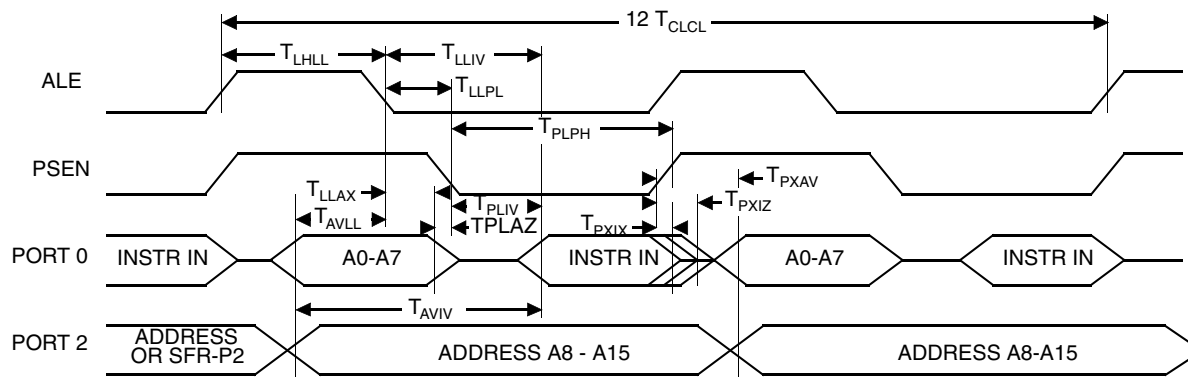 12 TCLCL
TLHLL
TLLIV
ALE
TLLPL
TPLPH
PSEN
TLLAX
TPLIV
TPXAV
TPXIZ
TAVLL
TPLAZ
TPXIX
PORT 0
INSTR IN
A0-A7
INSTR IN
A0-A7
INSTR IN
TAVIV
PORT 2
ADDRESS
OR SFR-P2
ADDRESS A8 - A15
ADDRESS A8-A15